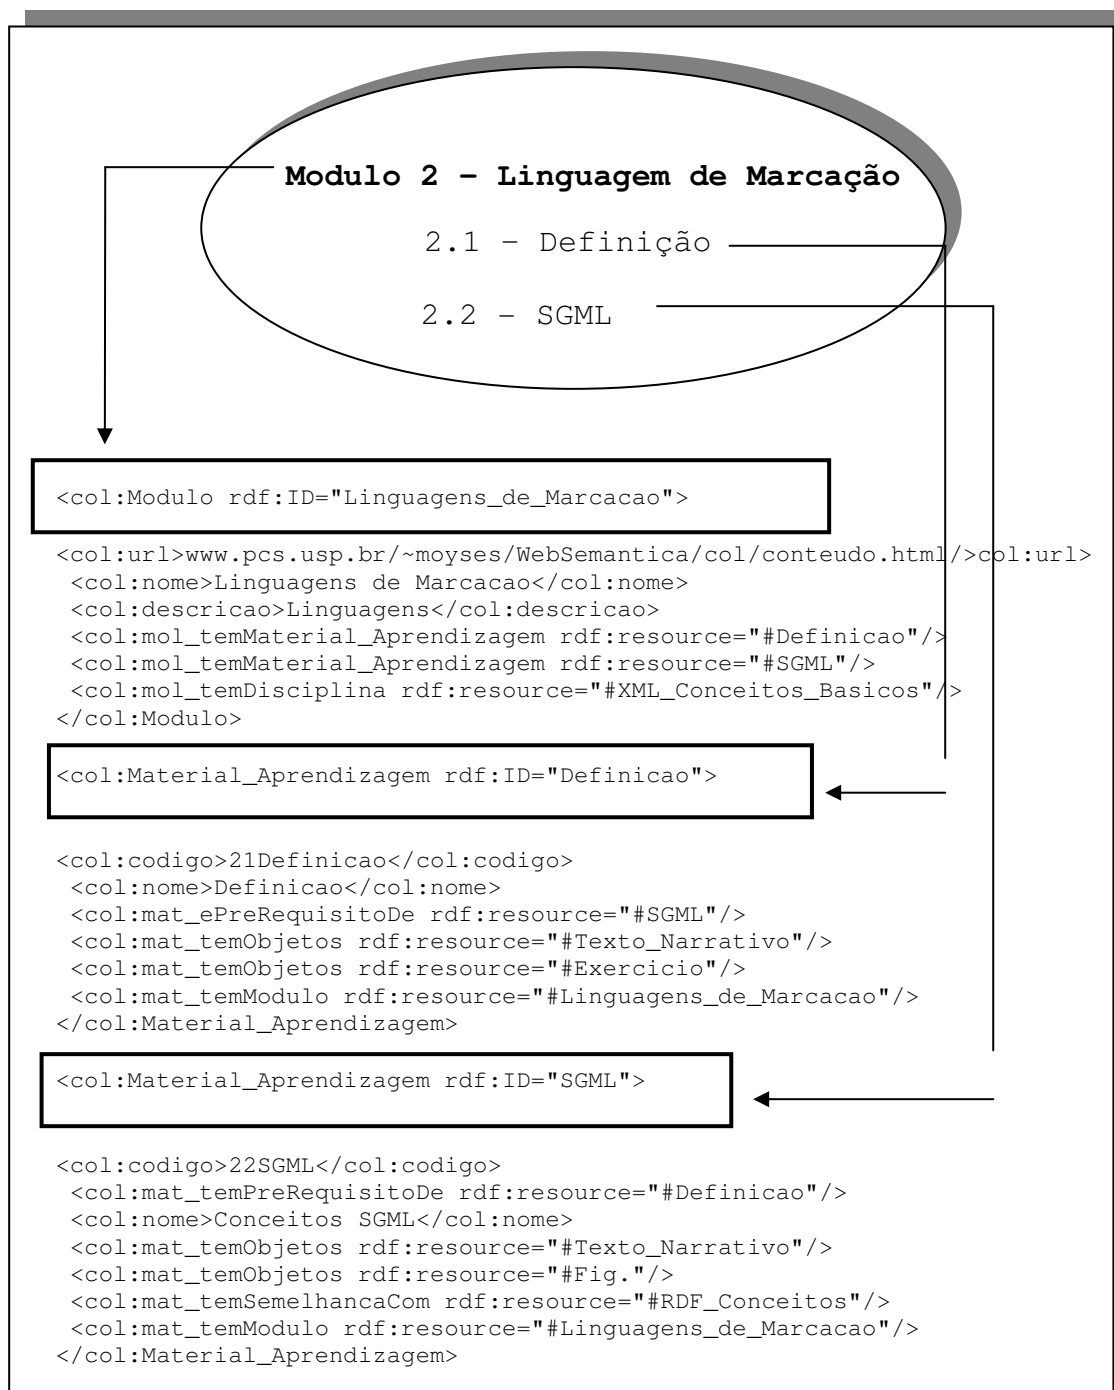 Modulo 2 – Linguagem de Marcação
2.1 – Definição
2.2 – SGML
<col:Modulo rdf:ID="Linguagens_de_Marcacao">
<col:url>www.pcs.usp.br/~moyses/WebSemantica/col/conteudo.html/>col:url>
<col:nome>Linguagens de Marcacao</col:nome>
<col:descricao>Linguagens</col:descricao>
<col:mol_temMaterial_Aprendizagem rdf:resource="#Definicao"/>
<col:mol_temMaterial_Aprendizagem rdf:resource="#SGML"/>
<col:mol_temDisciplina rdf:resource="#XML_Conceitos_Basicos"/>
</col:Modulo>
<col:Material_Aprendizagem rdf:ID="Definicao">
<col:codigo>21Definicao</col:codigo>
<col:nome>Definicao</col:nome>
<col:mat_ePreRequisitoDe rdf:resource="#SGML"/>
<col:mat_temObjetos rdf:resource="#Texto_Narrativo"/>
<col:mat_temObjetos rdf:resource="#Exercicio"/>
<col:mat_temModulo rdf:resource="#Linguagens_de_Marcacao"/>
</col:Material_Aprendizagem>
<col:Material_Aprendizagem rdf:ID="SGML">
<col:codigo>22SGML</col:codigo>
<col:mat_temPreRequisitoDe rdf:resource="#Definicao"/>
<col:nome>Conceitos SGML</col:nome>
<col:mat_temObjetos rdf:resource="#Texto_Narrativo"/>
<col:mat_temObjetos rdf:resource="#Fig."/>
<col:mat_temSemelhancaCom rdf:resource="#RDF_Conceitos"/>
<col:mat_temModulo rdf:resource="#Linguagens_de_Marcacao"/>
</col:Material_Aprendizagem>